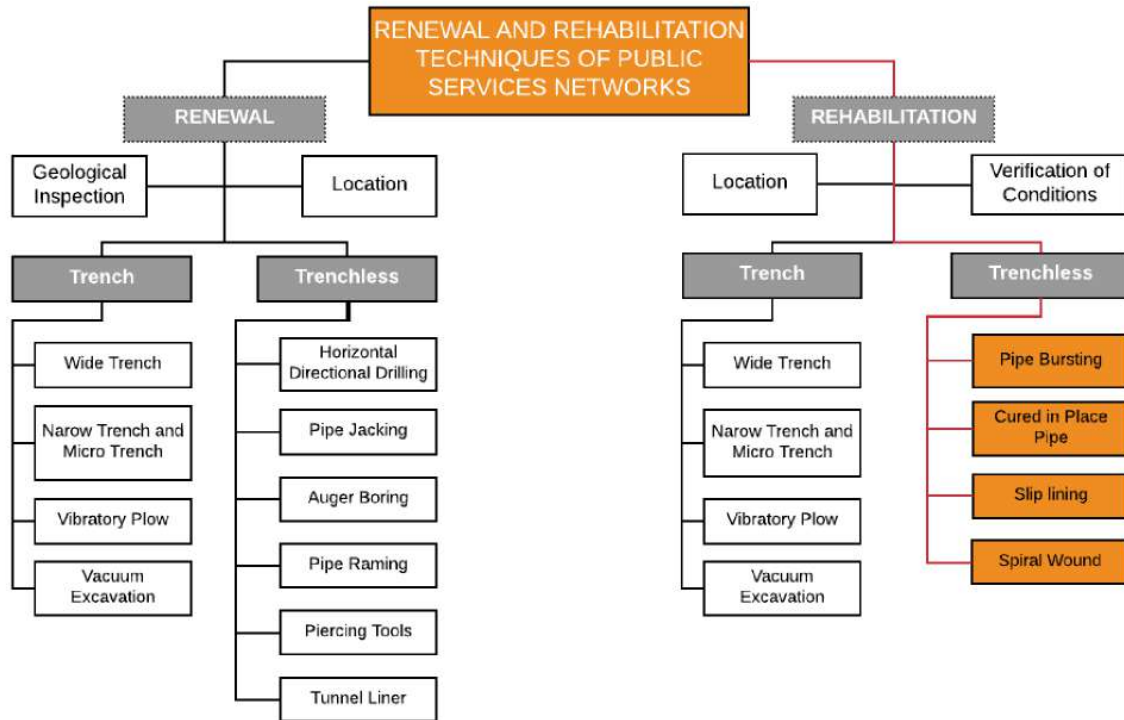 RENEWAL AND REHABILITATION
TECHNIQUES OF PUBLIC
SERVICES NETWORKS
RENEWAL
Geological
Inspection
Location
Trench
Wide Trench
Narow Trench and
Micro Trench
Vibratory Plow
Vacuum
Excavation
Trenchless
Horizontal
Directional Drilling
Pipe Jacking
Auger Boring
Pipe Raming
Piercing Tools
Tunnel Liner
REHABILITATION
Location
Verification of
Conditions
Trench
Wide Trench
Narow Trench and
Micro Trench
Vibratory Plow
Vacuum
Excavation
Trenchless
Pipe Bursting
Cured in Place
Pipe
Slip lining
Spiral Wound